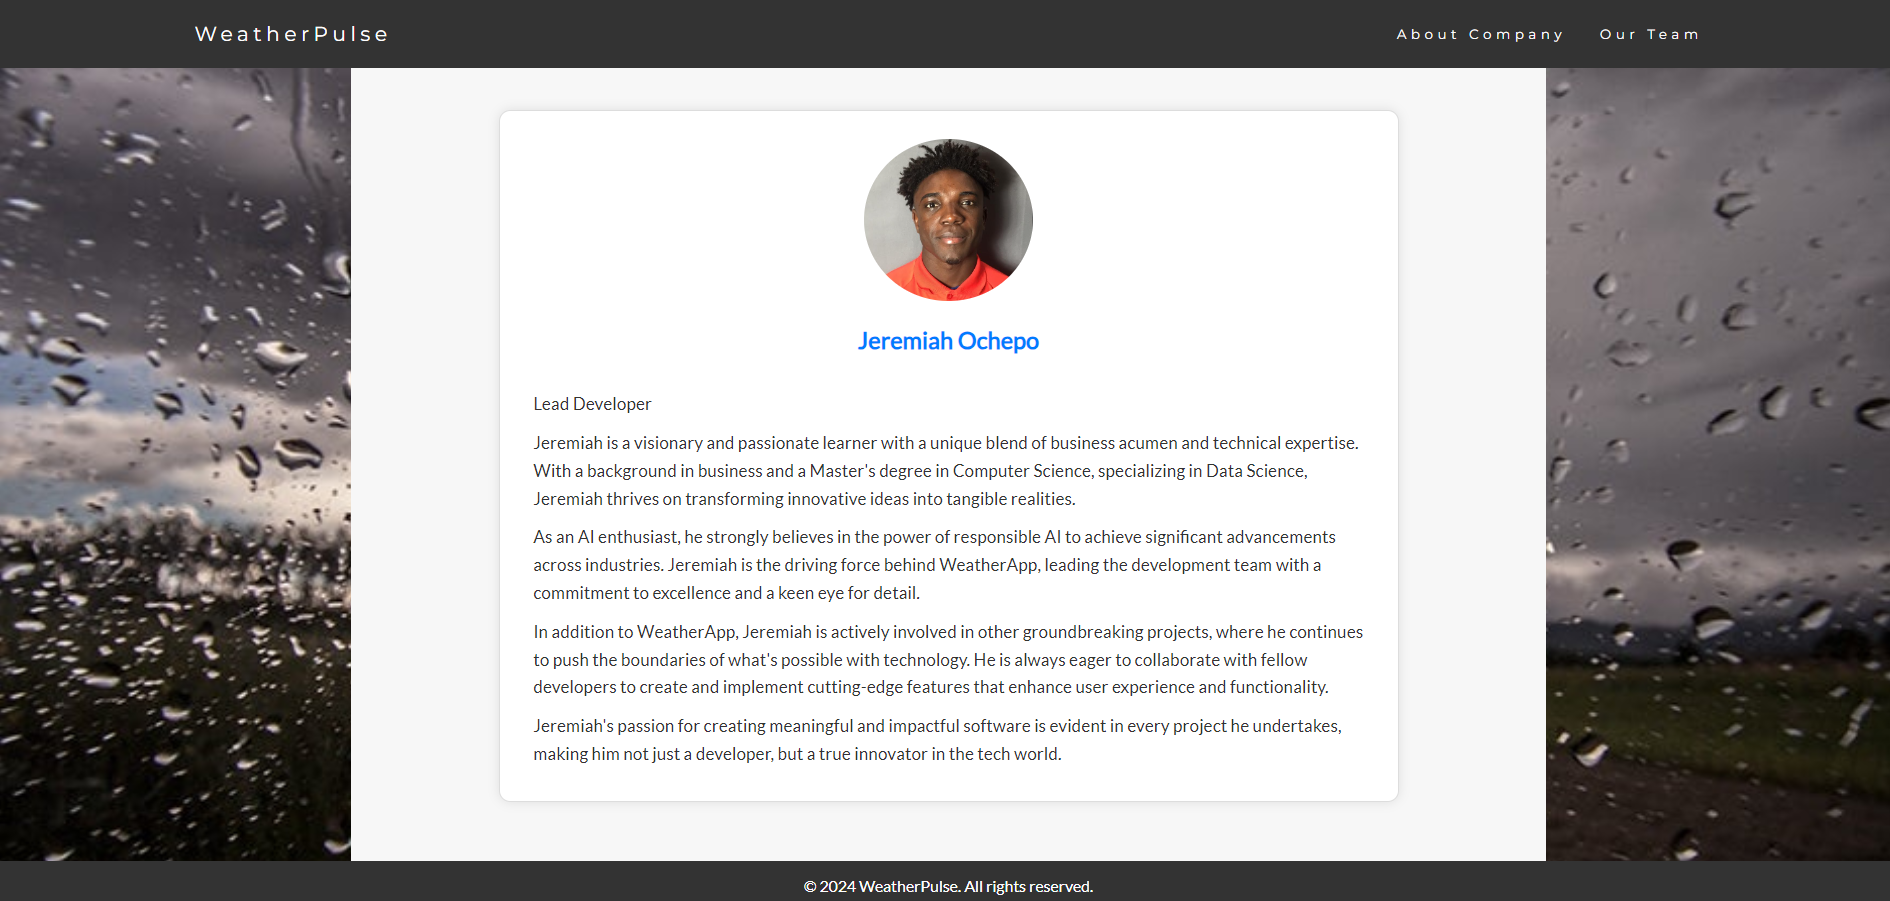 WeatherPulse
About Company
Our Team
Jeremiah Ochepo
Lead Developer
Jeremiah is a visionary and passionate learner with a unique blend of business acumen and technical expertise.
With a background in business and a Master's degree in Computer Science, specializing in Data Science,
Jeremiah thrives on transforming innovative ideas into tangible realities.
As an AI enthusiast, he strongly believes in the power of responsible AI to achieve significant advancements
across industries. Jeremiah is the driving force behind WeatherApp, leading the development team with a
commitment to excellence and a keen eye for detail.
In addition to WeatherApp, Jeremiah is actively involved in other groundbreaking projects, where he continues
to push the boundaries of what's possible with technology. He is always eager to collaborate with fellow
developers to create and implement cutting-edge features that enhance user experience and functionality.
Jeremiah's passion for creating meaningful and impactful software is evident in every project he undertakes,
making him not just a developer, but a true innovator in the tech world.
© 2024 WeatherPulse. All rights reserved.